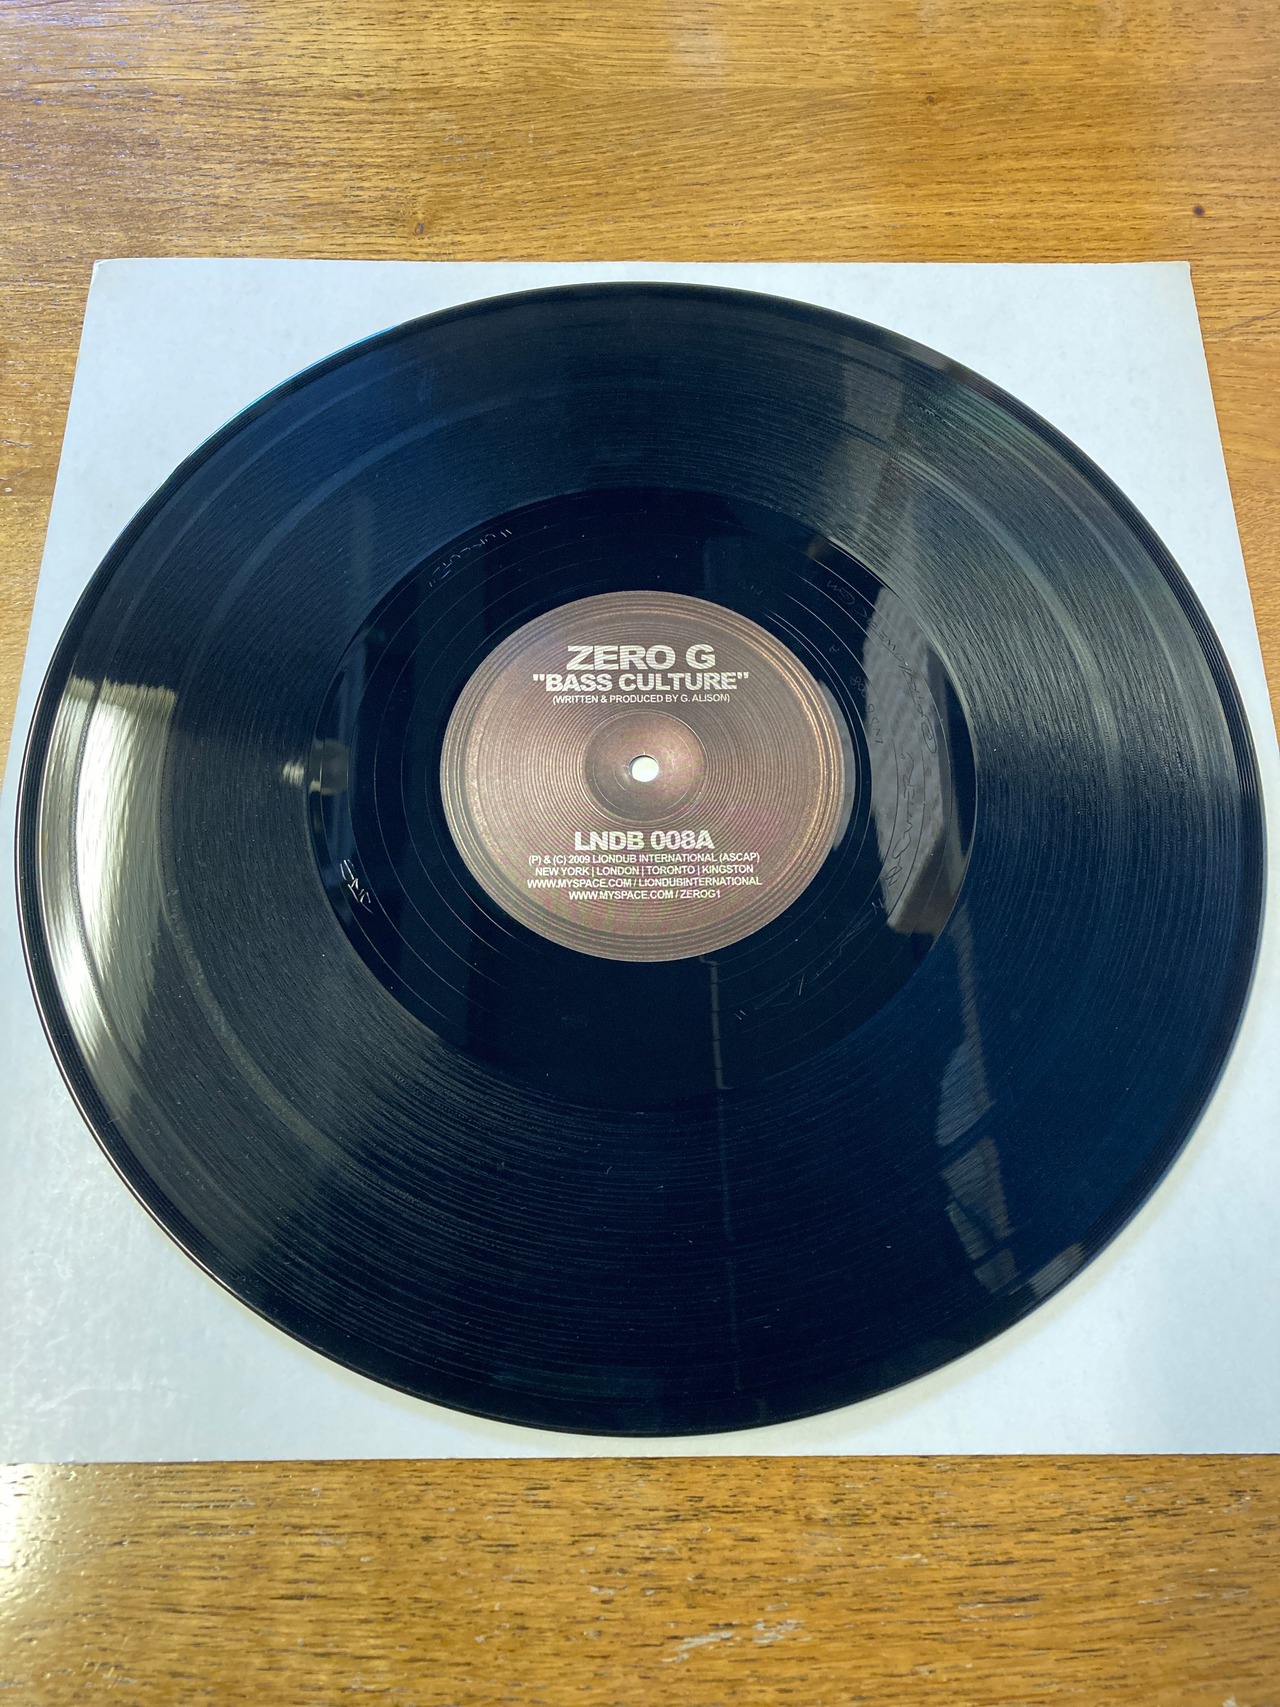 ZERO G
"BASS CULTURE"
(WRITTEN & PRODUCED BY G. ALISON)
LNDB 008A
(P) & (C) 2009 LIONDUB INTERNATIONAL (ASCAP)
NEW YORK | LONDON | TORONTO | KINGSTON
WWW.MYSPACE.COM / LIONDUBINTERNATIONAL
WWW.MYSPACE.COM / ZEROG1